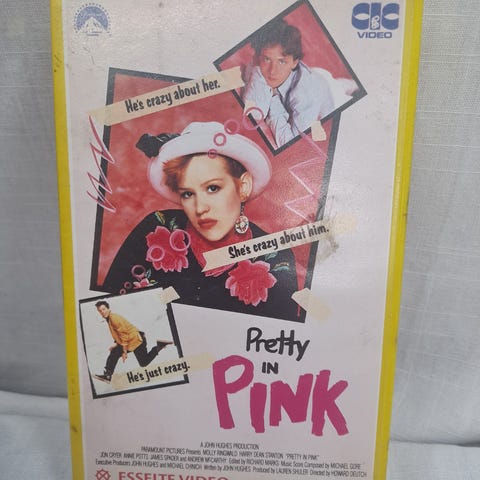 CIC
VIDEO
He's crazy about her.
She's crazy about him.
He's just crazy.
Pretty
IN
PINK
A JOHN HUGHES PRODUCTION
PARAMOUNT PICTURES Presents MOLLY RINGWALD HARRY DEAN STANTON "PRETTY IN PINK"
JON CRYER ANNIE POTTS JAMES SPADER and ANDREW McCARTHY Edited by RICHARD MARKS Music Score Composed by MICHAEL GORE
Executive Producers JOHN HUGHES and MICHAEL CHINICH Written by JOHN HUGHES Produced by LAUREN SHULER Directed by HOWARD DEUTCH
ESSELTE VIDEO